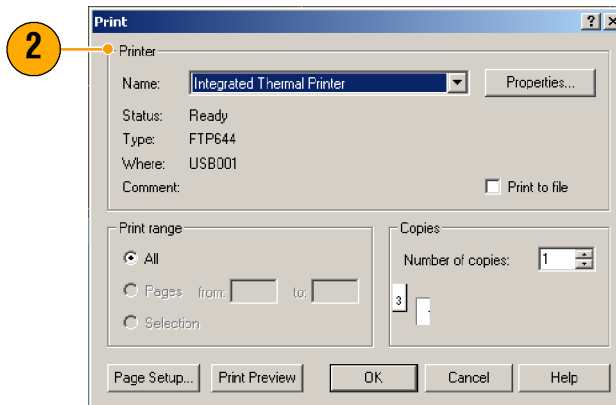 Print
2
Printer
Name: Integrated Thermal Printer Properties...
Status: Ready
Type: FTP644
Where: USB001
Comment: Print to file
Print range
All
Pages from: to:
Selection
Copies
Number of copies: 1
3
Page Setup... Print Preview OK Cancel Help